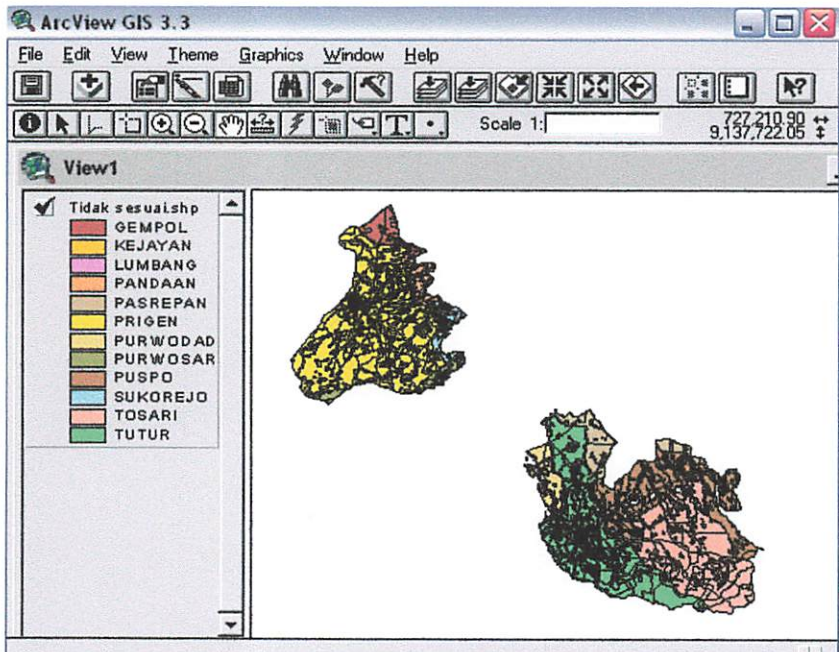 ArcView GIS 3.3
File Edit View Theme Graphics Window Help
Scale 1: 727,210.90
9,137,722.05
View1
Tidak sesuai.shp
GEMPOL
KEJAYAN
LUMBANG
PANDAAN
PASREPAN
PRIGEN
PURWODAD
PURWOSAR
PUSPO
SUKOREJO
TOSARI
TUTUR